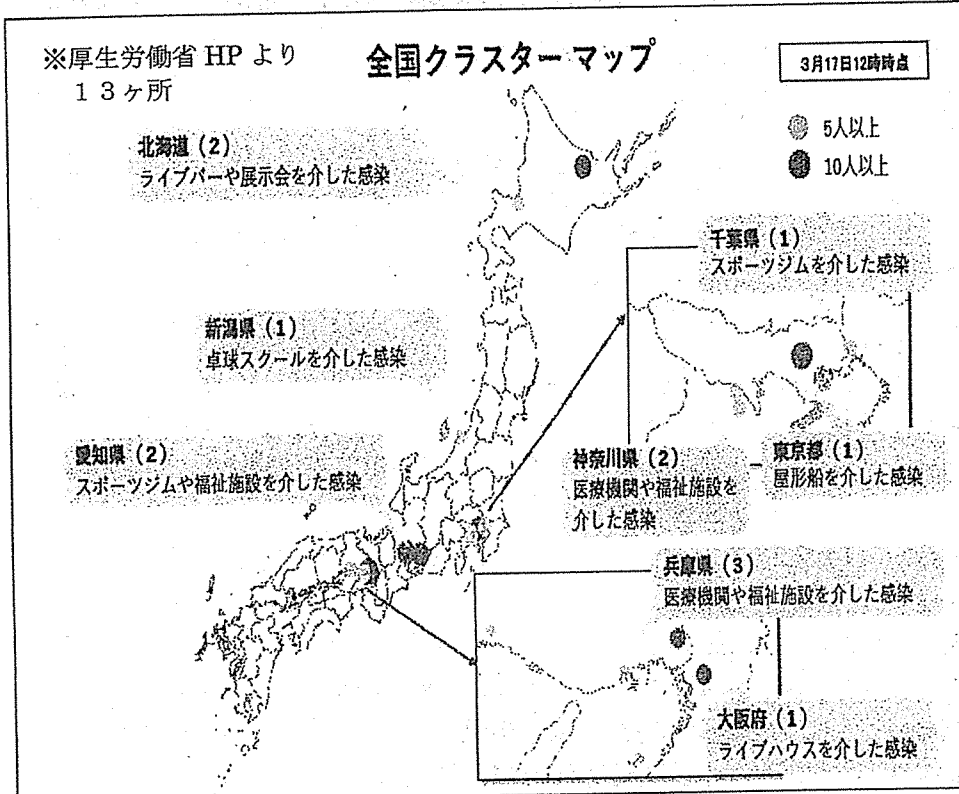 ※厚生労働省 HP より
１３ヶ所
全国クラスターマップ
3月17日12時時点
5人以上
10人以上
北海道（2）
ライブバーや展示会を介した感染
千葉県（1）
スポーツジムを介した感染
新潟県（1）
卓球スクールを介した感染
愛知県（2）
スポーツジムや福祉施設を介した感染
神奈川県（2）
医療機関や福祉施設を
介した感染
東京都（1）
屋形船を介した感染
兵庫県（3）
医療機関や福祉施設を介した感染
大阪府（1）
ライブハウスを介した感染